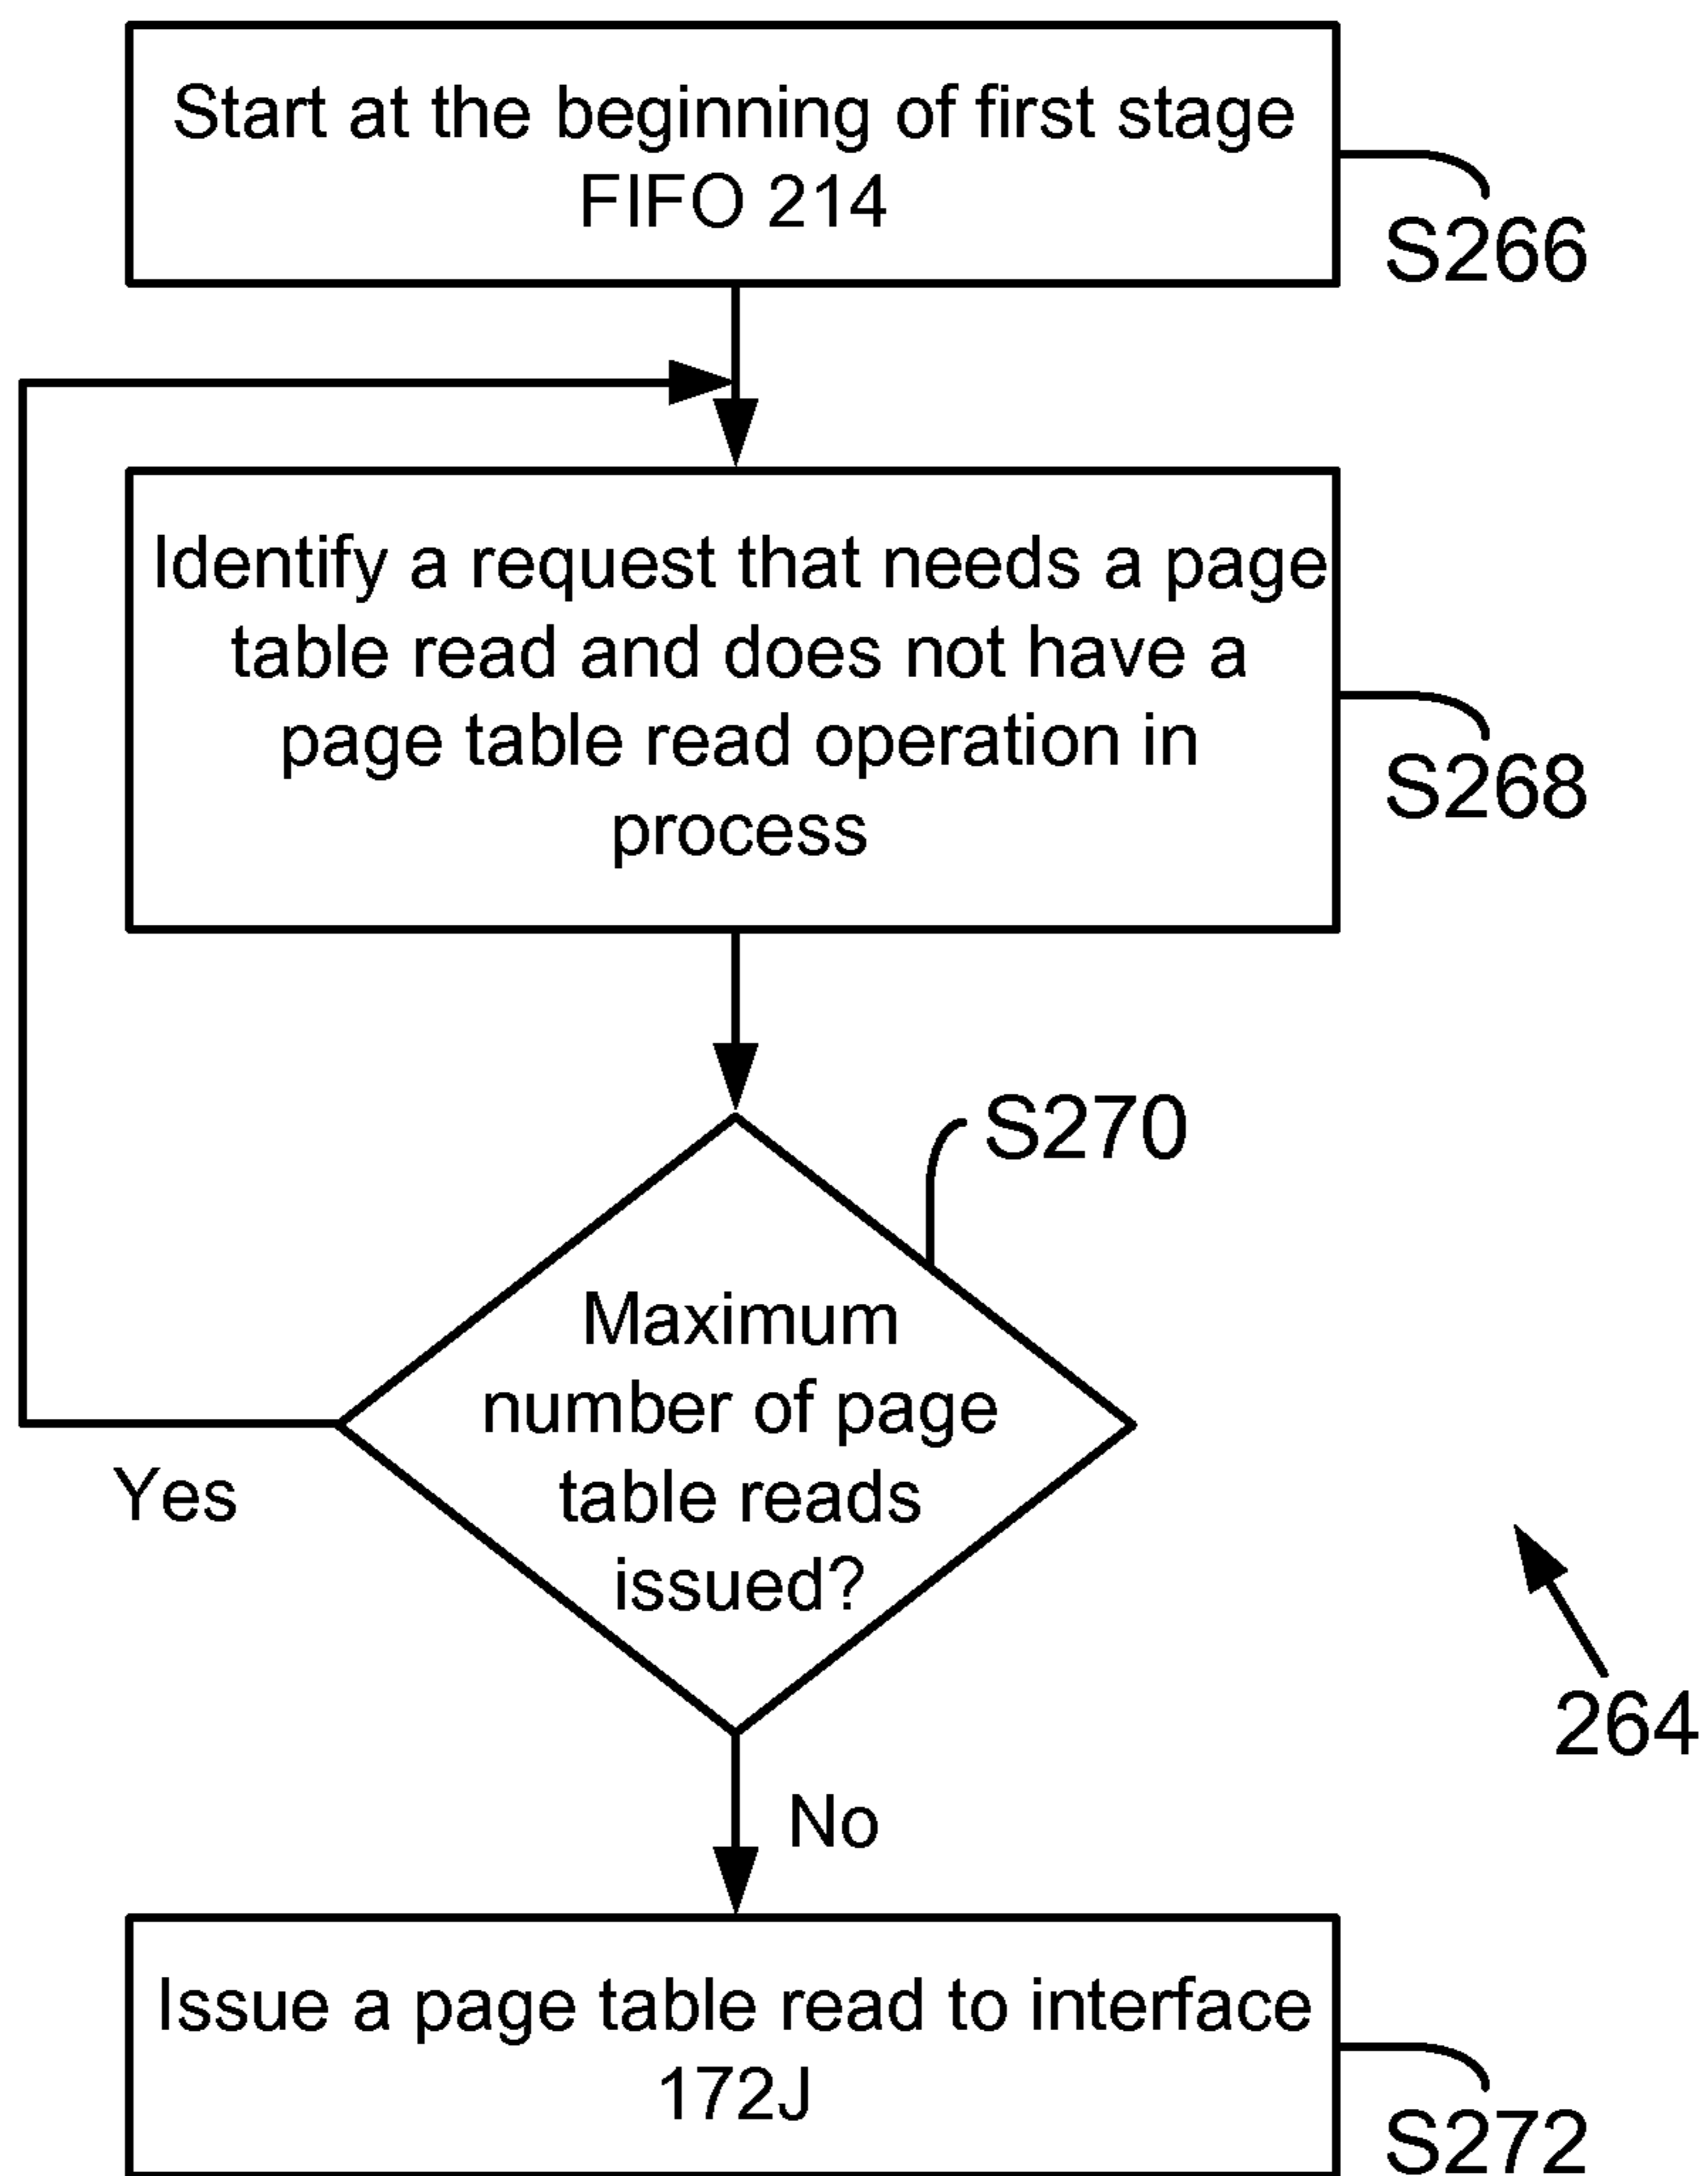 Start at the beginning of first stage
FIFO 214
S266
Identify a request that needs a page
table read and does not have a
page table read operation in
process
S268
S270
Maximum
number of page
table reads
issued?
Yes
264
No
Issue a page table read to interface
172J
S272